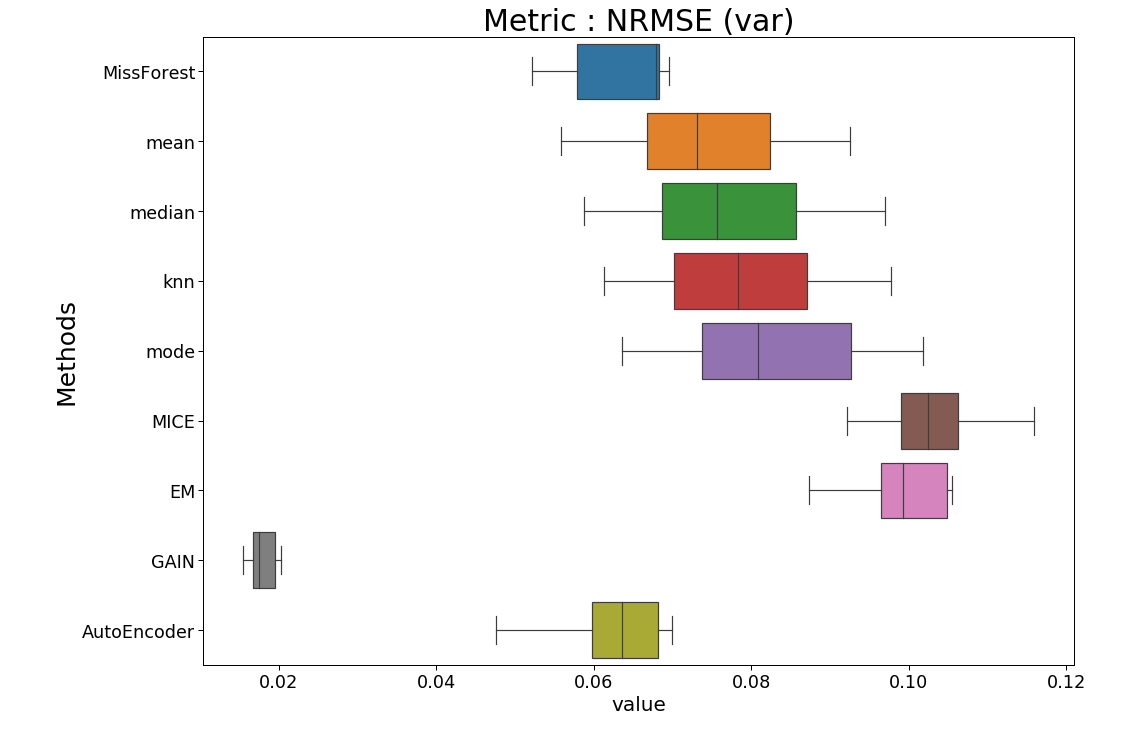 Metric : NRMSE (var)
Methods
MissForest
mean
median
knn
mode
MICE
EM
GAIN
AutoEncoder
0.02 0.04 0.06 0.08 0.10 0.12
value